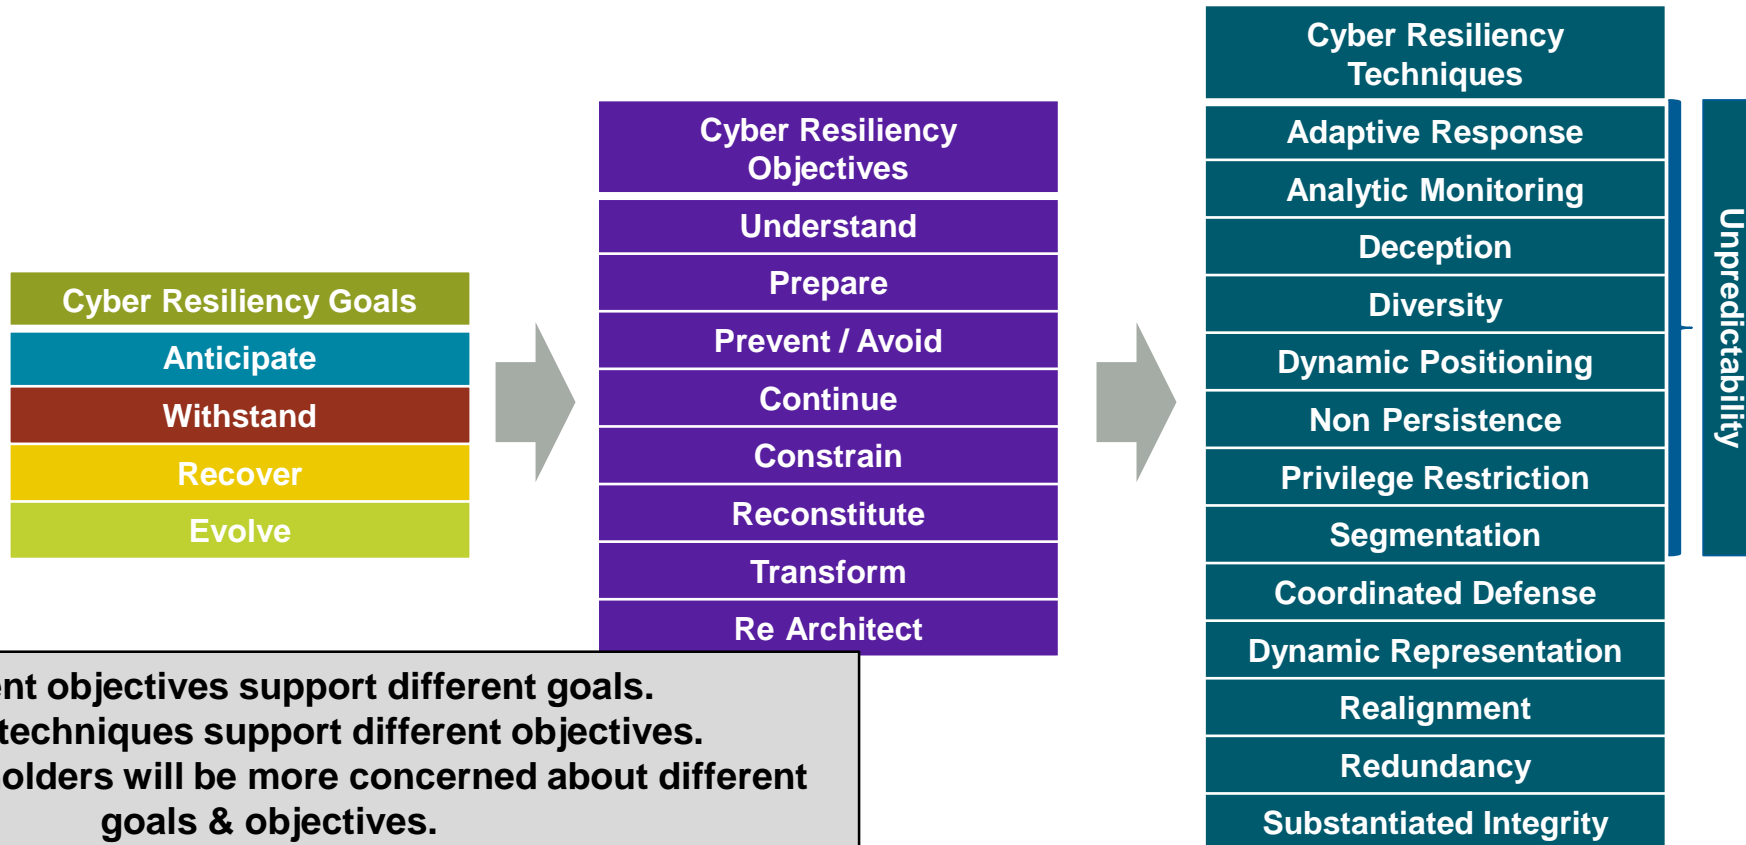 Cyber Resiliency Goals
Anticipate
Withstand
Recover
Evolve
Cyber Resiliency
Objectives
Understand
Prepare
Prevent / Avoid
Continue
Constrain
Reconstitute
Transform
Re Architect
Cyber Resiliency
Techniques
Adaptive Response
Analytic Monitoring
Deception
Diversity
Dynamic Positioning
Non Persistence
Privilege Restriction
Segmentation
Coordinated Defense
Dynamic Representation
Realignment
Redundancy
Substantiated Integrity
Unpredictability
objectives support different goals.
techniques support different objectives.
will be more concerned about different
goals & objectives.